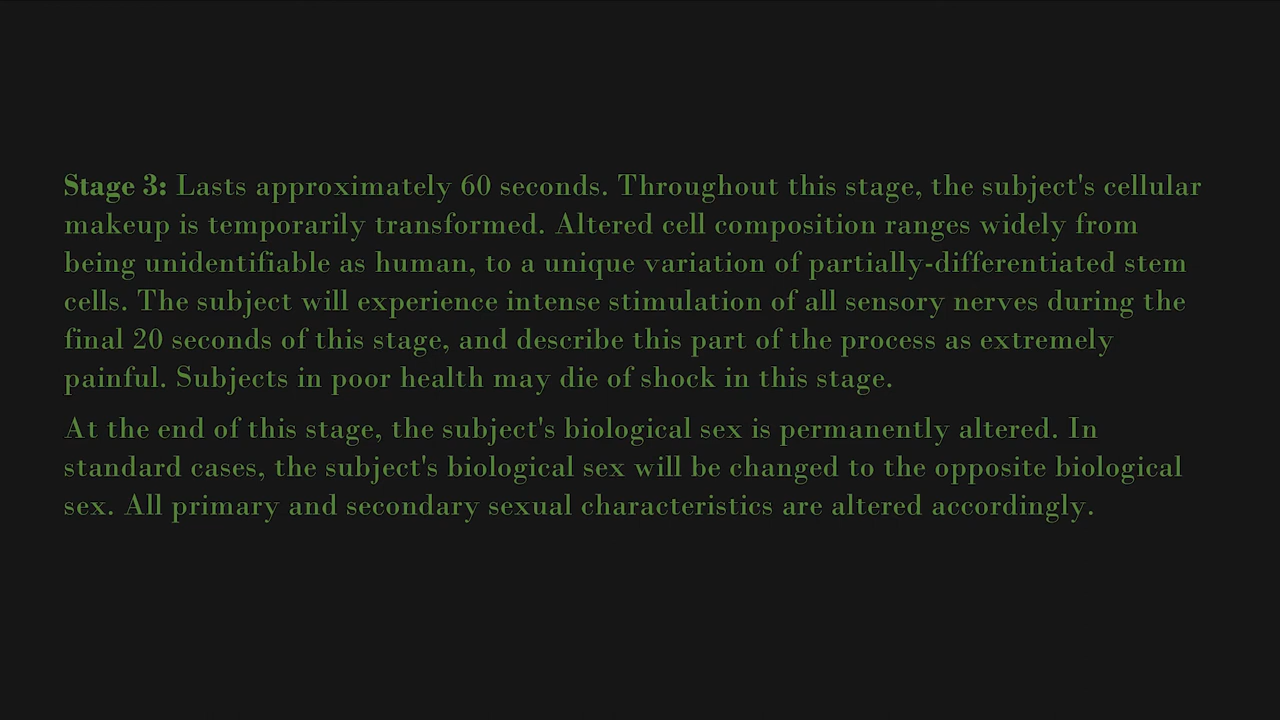 Stage 3: Lasts approximately 60 seconds. Throughout this stage, the subject's cellular
makeup is temporarily transformed. Altered cell composition ranges widely from
being unidentifiable as human, to a unique variation of partially-differentiated stem
cells. The subject will experience intense stimulation of all sensory nerves during the
final 20 seconds of this stage, and describe this part of the process as extremely
painful. Subjects in poor health may die of shock in this stage.
At the end of this stage, the subject's biological sex is permanently altered. In
standard cases, the subject's biological sex will be changed to the opposite biological
sex. All primary and secondary sexual characteristics are altered accordingly.